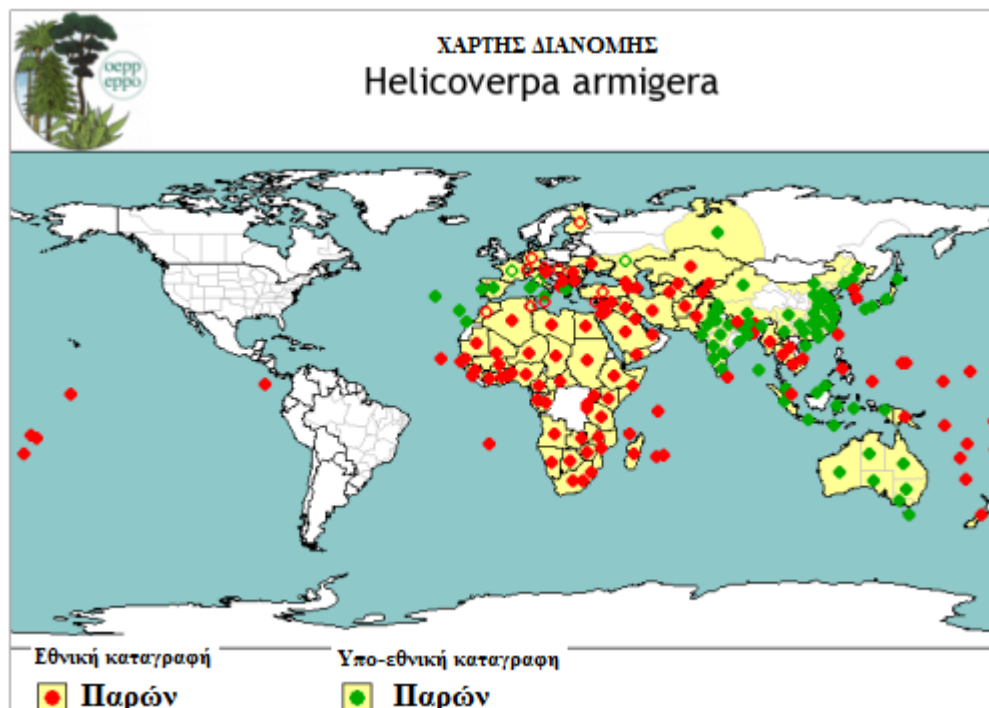 oepp
eppo
ΧΑΡΤΗΣ ΔΙΑΝΟΜΗΣ
Helicoverpa armigera
Εθνική καταγραφή
Υπο-εθνική καταγραφη
Παρών
Παρών